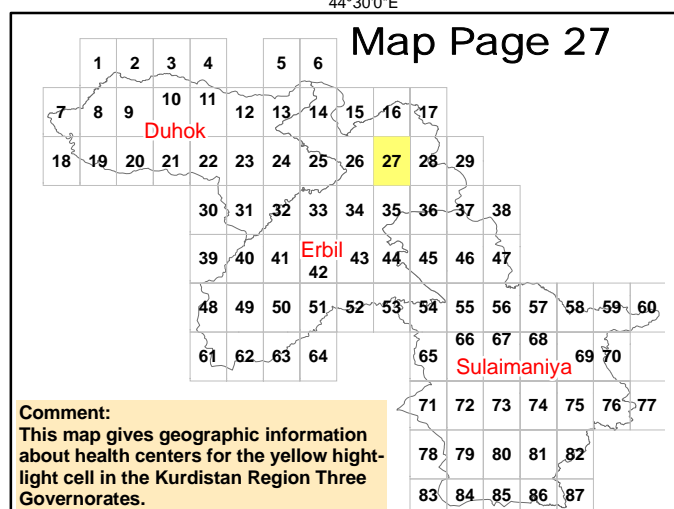 44°30'0"E
Map Page 27
1 2 3 4 5 6
7 8 9 10 11 12 13 14 15 16 17
Duhok
18 19 20 21 22 23 24 25 26 27 28 29
30 31 32 33 34 35 36 37 38
Erbil
39 40 41 42 43 44 45 46 47
48 49 50 51 52 53 54 55 56 57 58 59 60
61 62 63 64 65 66 67 68 69 70
Sulaimaniya
71 72 73 74 75 76 77
78 79 80 81 82
83 84 85 86 87
Comment:
This map gives geographic information
about health centers for the yellow hight-
light cell in the Kurdistan Region Three
Governorates.